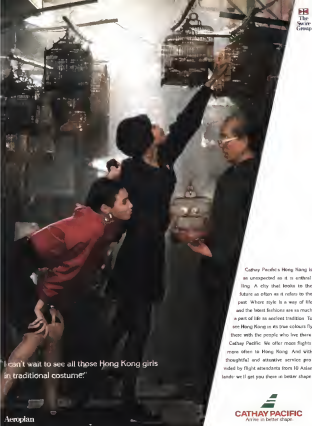 The
Swire
Group
Cathay Pacific's Hong Kong is
as unexpected as it is enthral-
ling. A city that looks to the
future as often as it refers to the
past. Where style is a way of life
and the latest fashions are as much
a part of life as ancient tradition. To
see Hong Kong in its true colours fly
there with the people who live there.
Cathay Pacific. We offer more flights
more often to Hong Kong. And with
thoughtful and attentive service pro-
vided by flight attendants from 10 Asian
lands we'll get you there in better shape.
"I can't wait to see all those Hong Kong girls
in traditional costume."
Aeroplan
CATHAY PACIFIC
Arrive in better shape.